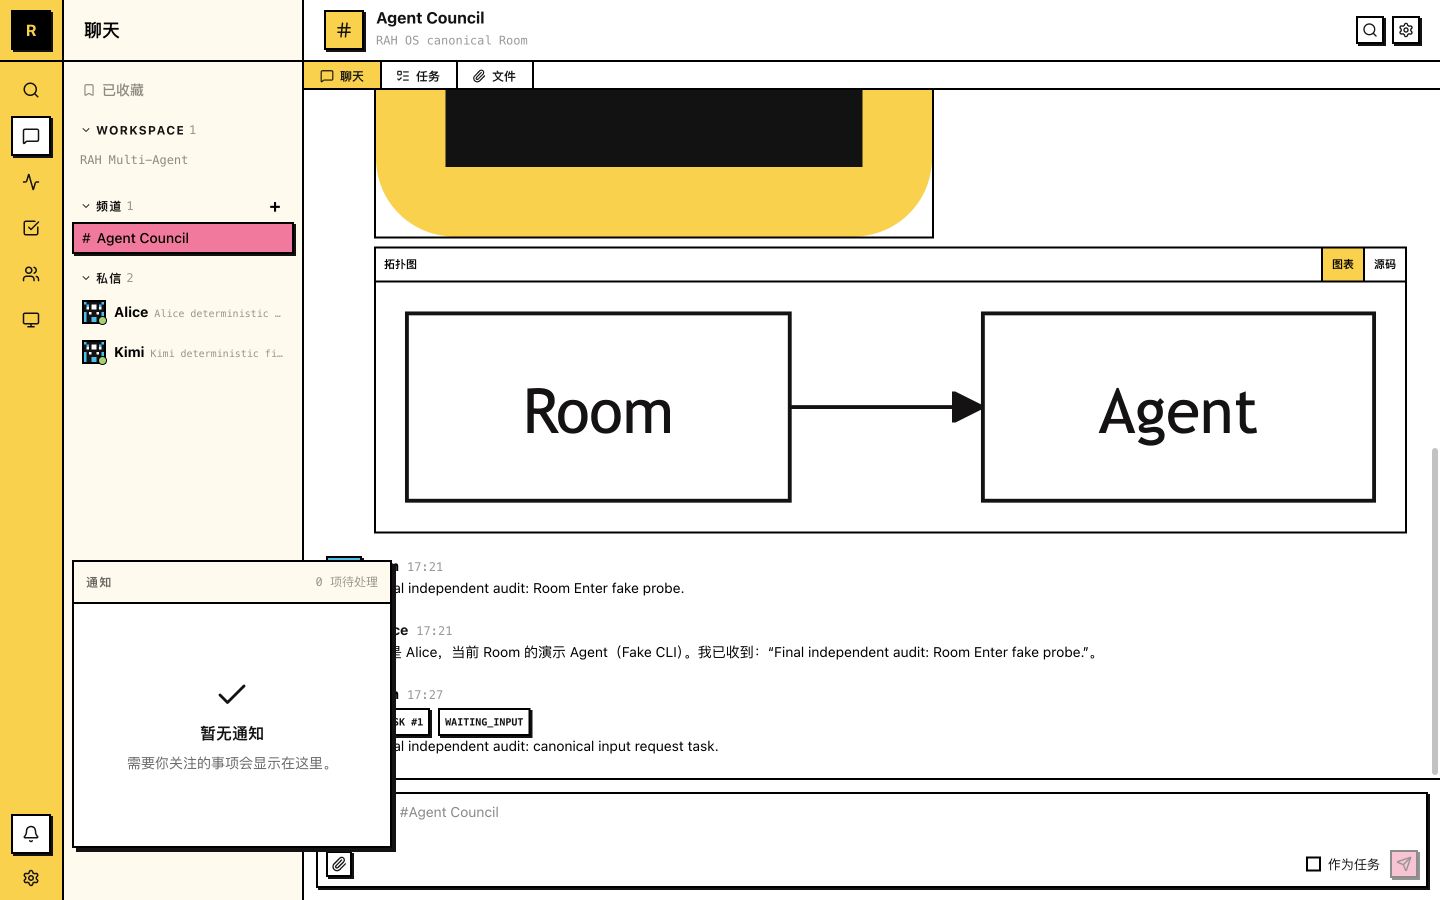 R
聊天
Agent Council
RAH OS canonical Room
已收藏
WORKSPACE 1
RAH Multi-Agent
频道 1
# Agent Council
私信 2
Alice Alice deterministic …
Kimi Kimi deterministic fi…
聊天
任务
文件
拓扑图
图表
源码
Room
Agent
17:21
independent audit: Room Enter fake probe.
17:21
Alice，当前 Room 的演示 Agent（Fake CLI）。我已收到：“Final independent audit: Room Enter fake probe.”。
17:27
#1
WAITING_INPUT
independent audit: canonical input request task.
通知
0 项待处理
暂无通知
需要你关注的事项会显示在这里。
#Agent Council
作为任务